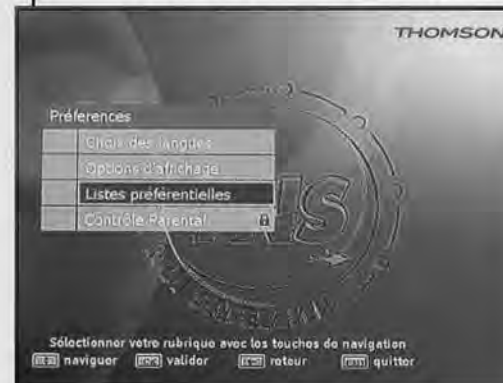 THOMSON
Préferences
Choix des langues
Options d'affichage
Listes préférentielles
Contrôle Parental
Sélectionner votre rubrique avec les touches de navigation
naviguer valider retour quitter